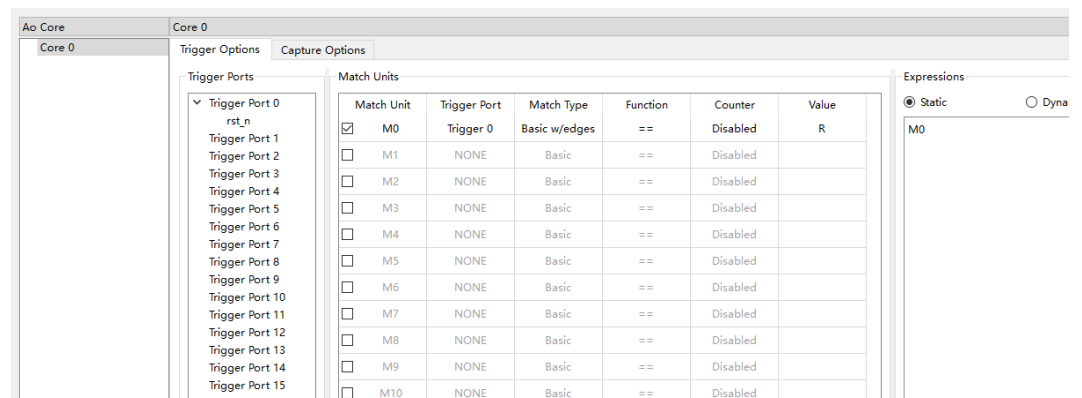 Ao Core
Core 0
Core 0
Trigger Options
Capture Options
Trigger Ports
Trigger Port 0
rst_n
Trigger Port 1
Trigger Port 2
Trigger Port 3
Trigger Port 4
Trigger Port 5
Trigger Port 6
Trigger Port 7
Trigger Port 8
Trigger Port 9
Trigger Port 10
Trigger Port 11
Trigger Port 12
Trigger Port 13
Trigger Port 14
Trigger Port 15
Match Units
Match Unit Trigger Port Match Type Function Counter Value
M0 Trigger 0 Basic w/edges == Disabled R
M1 NONE Basic == Disabled
M2 NONE Basic == Disabled
M3 NONE Basic == Disabled
M4 NONE Basic == Disabled
M5 NONE Basic == Disabled
M6 NONE Basic == Disabled
M7 NONE Basic == Disabled
M8 NONE Basic == Disabled
M9 NONE Basic == Disabled
M10 NONE Basic == Disabled
Expressions
Static Dyna
M0